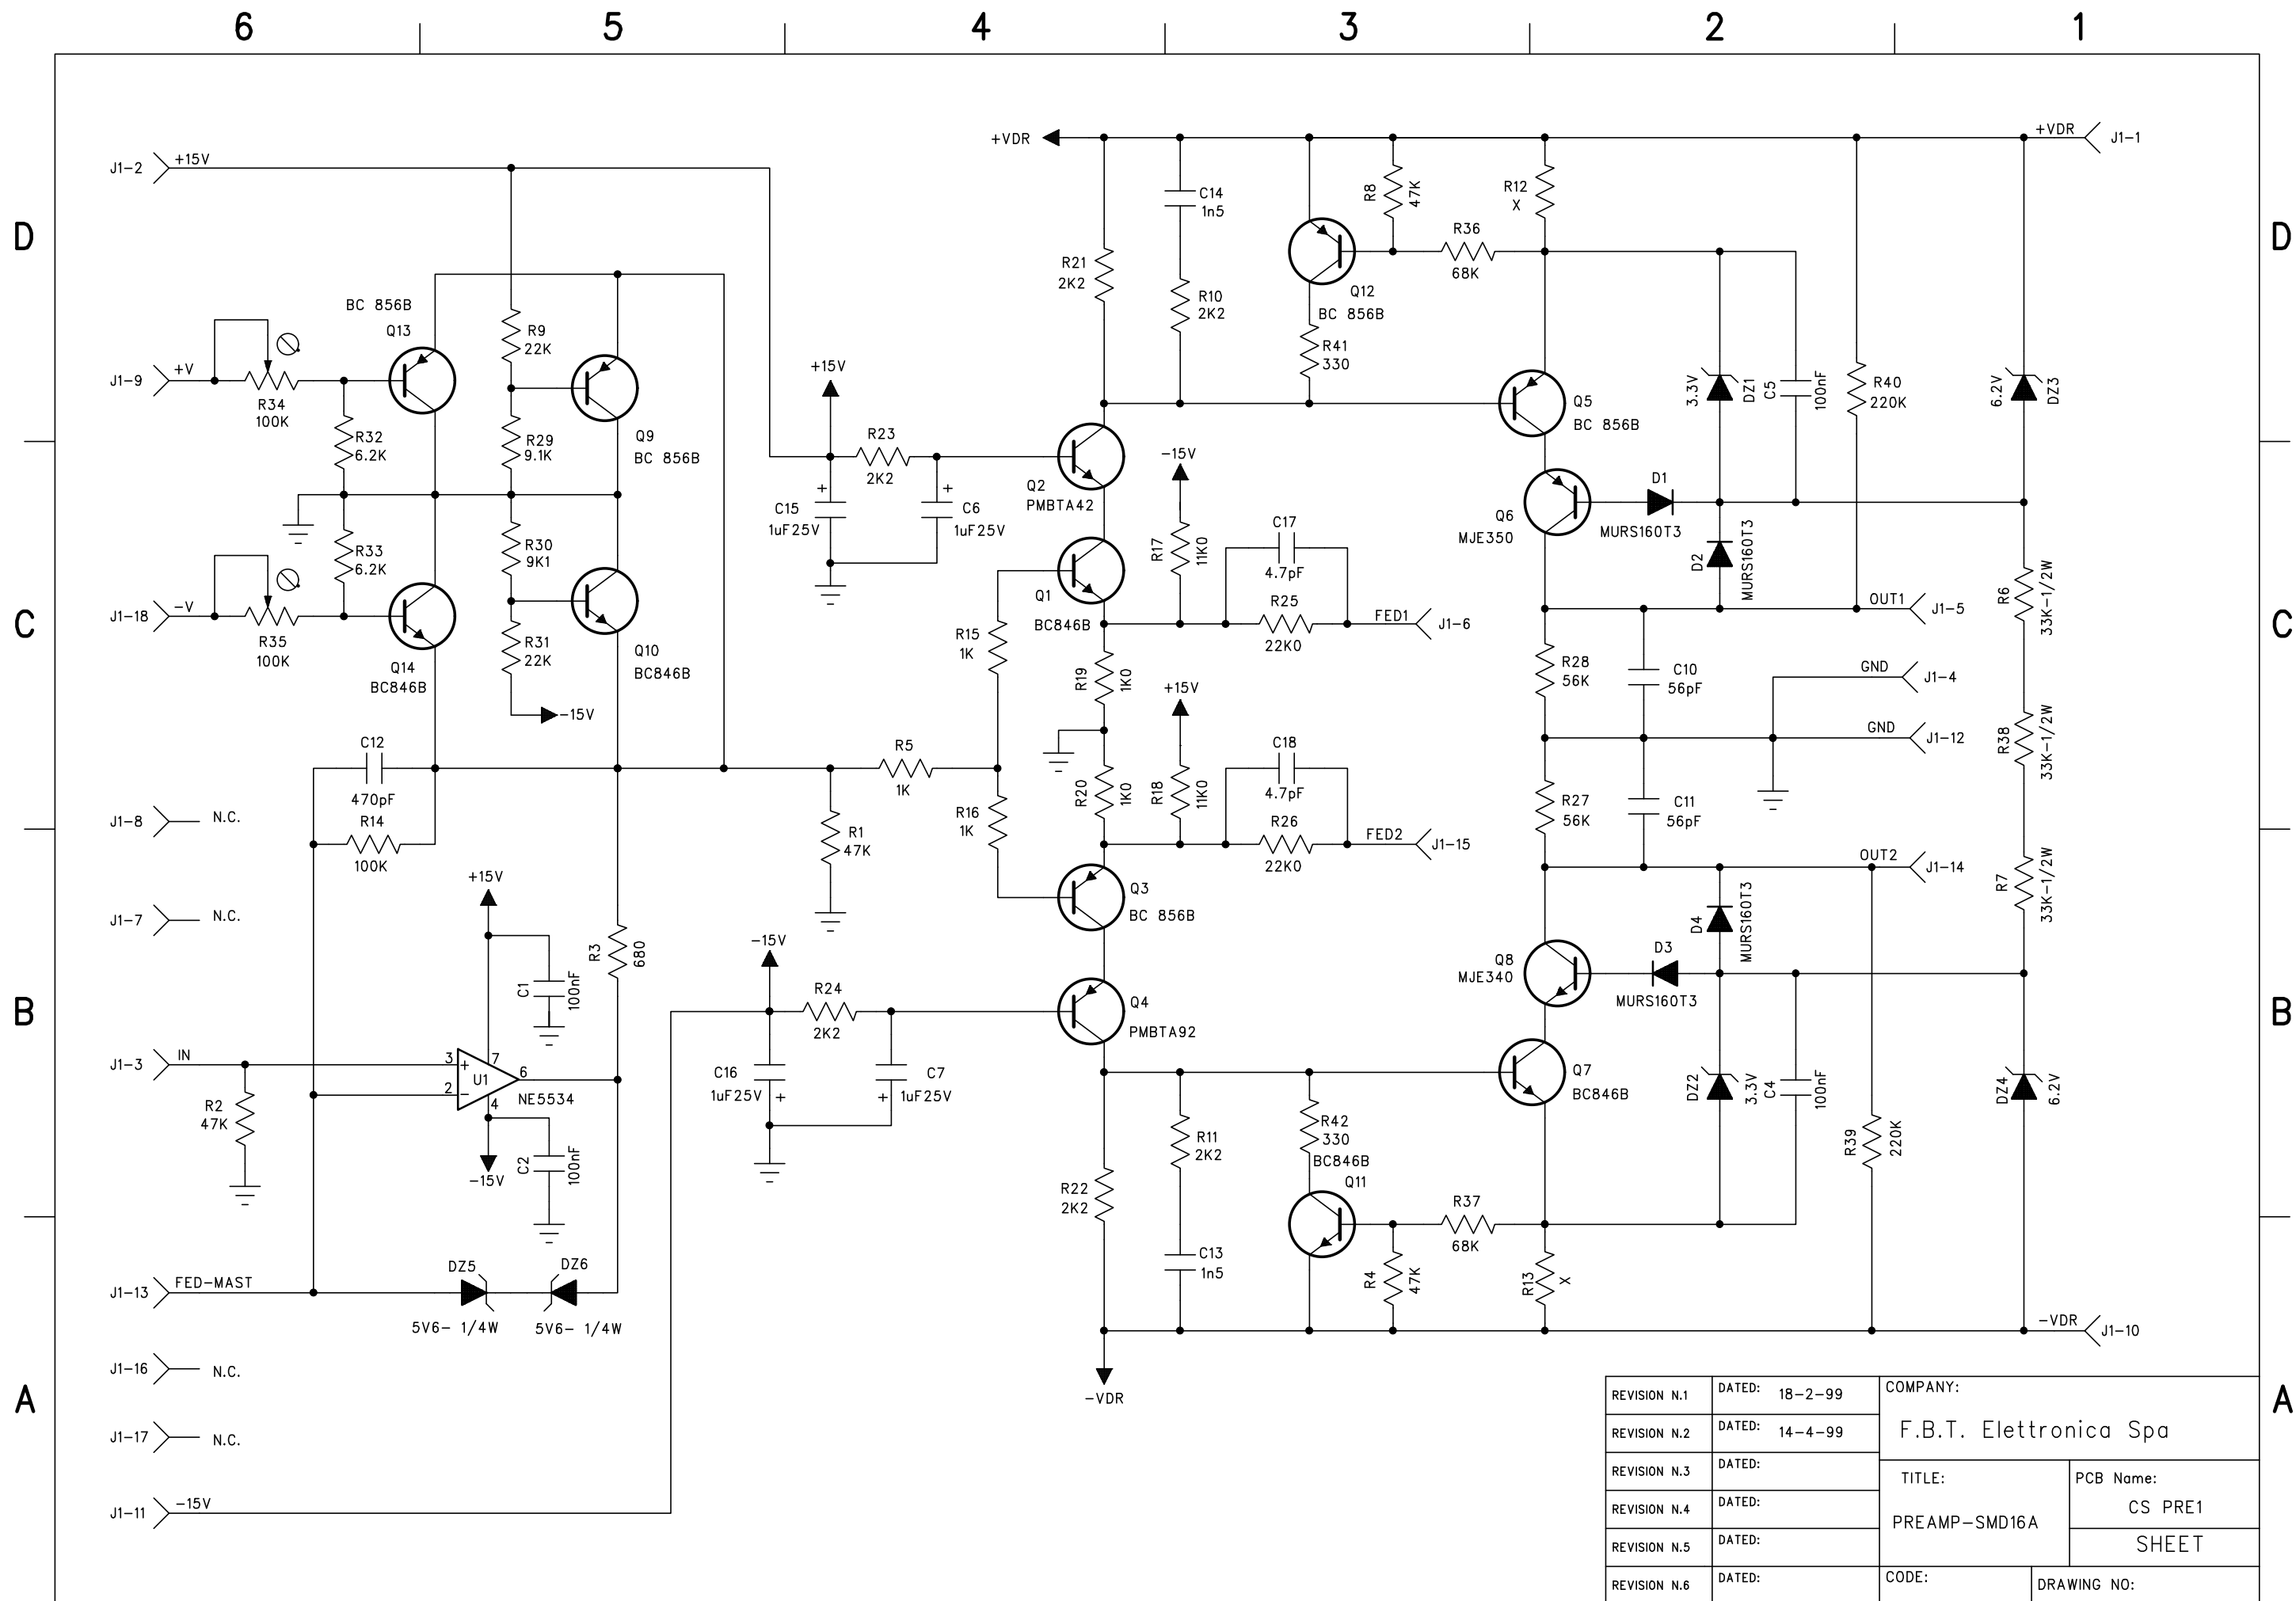 6 5 4 3 2 1
D
C
B
A
D
C
B
A
J1-2 +15V
J1-9 +V
R34
100K
BC 856B
Q13
R32
6.2K
R33
6.2K
J1-18 -V
R35
100K
Q14
BC846B
R9
22K
R29
9.1K
R30
9K1
R31
22K
-15V
Q9
BC 856B
Q10
BC846B
C12
470pF
R14
100K
J1-8 N.C.
J1-7 N.C.
+15V
C1
100nF
R3
680
J1-3 IN
R2
47K
3
+
2
-
U1
7
6
4
NE5534
-15V
C2
100nF
J1-13 FED-MAST
DZ5
5V6- 1/4W
DZ6
5V6- 1/4W
J1-16 N.C.
J1-17 N.C.
J1-11 -15V
+15V
R23
2K2
+
C15
1uF25V
+
C6
1uF25V
R5
1K
R1
47K
R15
1K
R16
1K
-15V
R24
2K2
C16
1uF25V
+
C7
1uF25V
+
+VDR
R21
2K2
Q2
PMBTA42
Q1
BC846B
R19
1K0
R20
1K0
Q3
BC 856B
Q4
PMBTA92
R22
2K2
-VDR
C14
1n5
R10
2K2
-15V
R17
11K0
C17
4.7pF
R25
22K0
FED1 J1-6
+15V
R18
11K0
C18
4.7pF
R26
22K0
FED2 J1-15
R11
2K2
C13
1n5
R8
47K
R36
68K
Q12
BC 856B
R41
330
R42
330
BC846B
Q11
R37
68K
R4
47K
R12
X
Q5
BC 856B
Q6
MJE350
D1
MURS160T3
D2
MURS160T3
3.3V
DZ1
C5
100nF
R40
220K
6.2V
DZ3
+VDR J1-1
OUT1 J1-5
R28
56K
C10
56pF
GND J1-4
GND J1-12
R27
56K
C11
56pF
OUT2 J1-14
R6
33K-1/2W
R38
33K-1/2W
R7
33K-1/2W
D4
MURS160T3
D3
MURS160T3
Q8
MJE340
Q7
BC846B
DZ2
3.3V
C4
100nF
R39
220K
DZ4
6.2V
R13
X
-VDR J1-10
REVISION N.1 DATED: 18-2-99
REVISION N.2 DATED: 14-4-99
REVISION N.3 DATED:
REVISION N.4 DATED:
REVISION N.5 DATED:
REVISION N.6 DATED:
COMPANY:
F.B.T. Elettronica Spa
TITLE:
PREAMP-SMD16A
PCB Name:
CS PRE1
SHEET
CODE:
DRAWING NO: